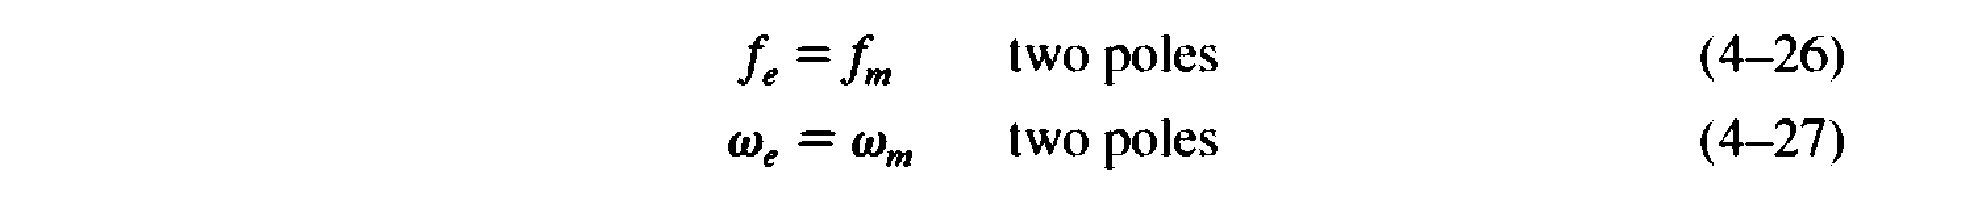 fₑ = fₘ two poles (4–26)
ωₑ = ωₘ two poles (4–27)